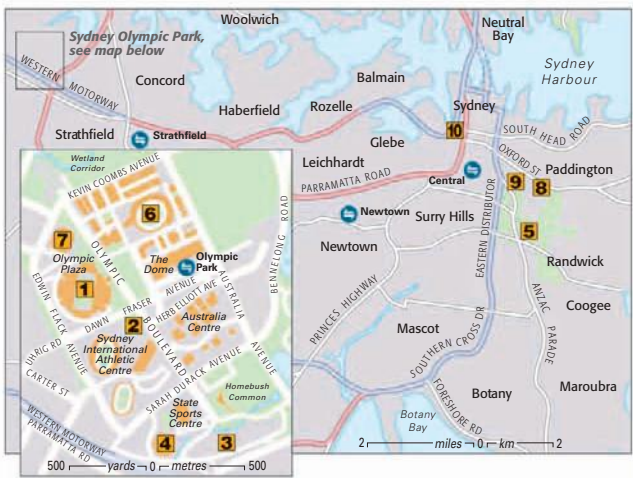 Woolwich
Neutral
Bay
Sydney Olympic Park,
see map below
Sydney
Harbour
WESTERN MOTORWAY
Concord
Balmain
Haberfield
Rozelle
Sydney
10
SOUTH HEAD ROAD
Strathfield
Strathfield
Glebe
OXFORD ST
Leichhardt
Paddington
PARRAMATTA ROAD
Central
9
8
Newtown
Surry Hills
5
Newtown
EASTERN DISTRIBUTOR
Randwick
PRINCES HIGHWAY
ANZAC PARADE
Coogee
Mascot
SOUTHERN CROSS DR
Maroubra
Botany
FORESHORE RD
Botany
Bay
2 miles 0 km 2
Wetland
Corridor
KEVIN COOMBS AVENUE
6
BENNELONG ROAD
7
Olympic
Plaza
OLYMPIC BOULEVARD
The
Dome
Olympic
Park
1
EDWIN FLACK AVENUE
DAWN FRASER AVENUE
HERB ELLIOTT AVE
AUSTRALIA AVENUE
2
Australia
Centre
UHRIG RD
Sydney
International
Athletic
Centre
CARTER ST
SARAH DURACK AVENUE
Homebush
Common
State
Sports
Centre
WESTERN MOTORWAY
PARRAMATTA RD
4
3
500 yards 0 metres 500